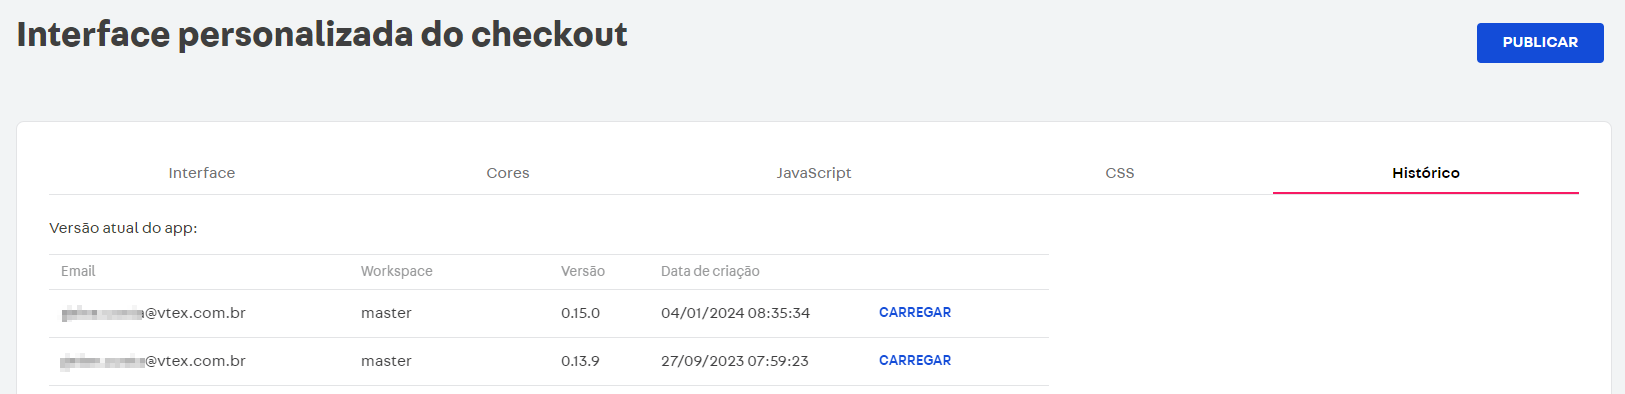 Interface personalizada do checkout
PUBLICAR
Interface Cores JavaScript CSS Histórico
Versão atual do app:
Email Workspace Versão Data de criação
@vtex.com.br master 0.15.0 04/01/2024 08:35:34 CARREGAR
@vtex.com.br master 0.13.9 27/09/2023 07:59:23 CARREGAR